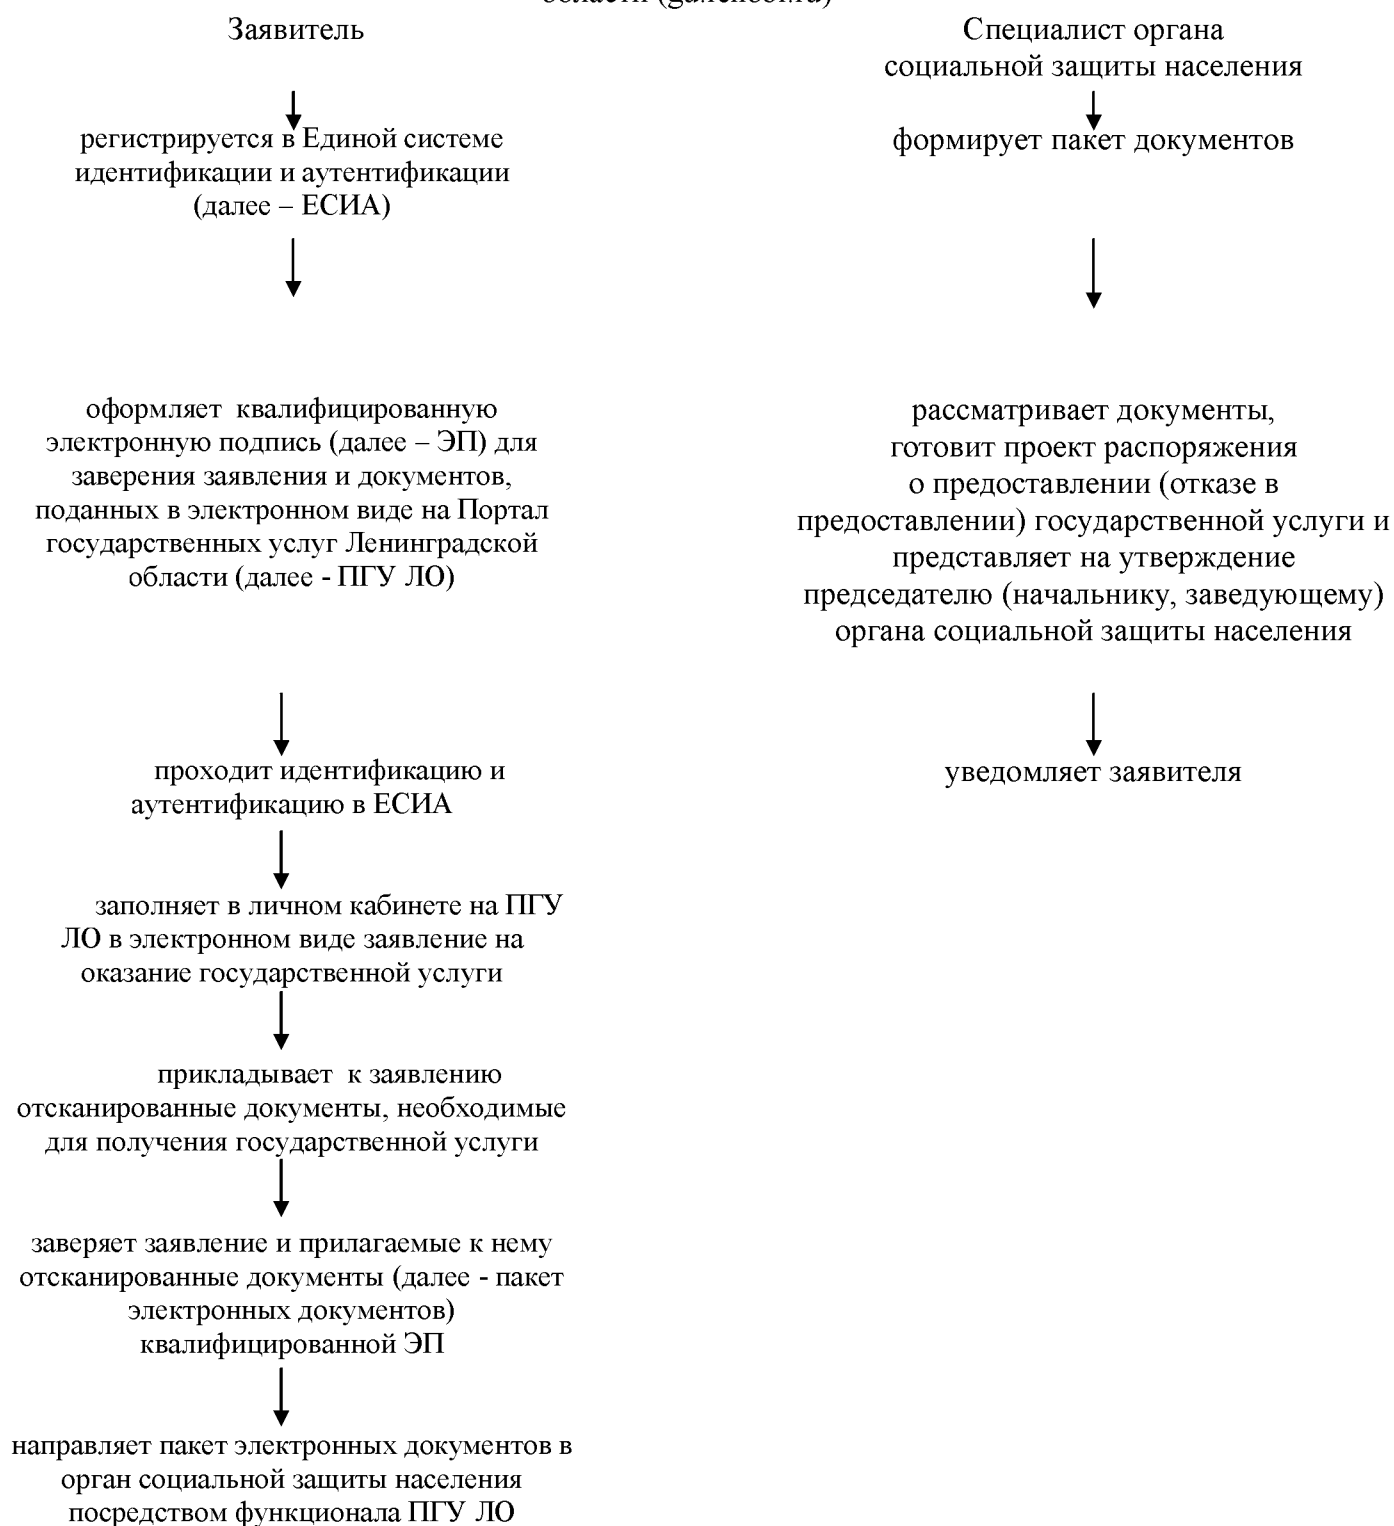 Заявитель
регистрируется в Единой системе
идентификации и аутентификации
(далее – ЕСИА)
оформляет квалифицированную
электронную подпись (далее – ЭП) для
заверения заявления и документов,
поданных в электронном виде на Портал
государственных услуг Ленинградской
области (далее - ПГУ ЛО)
проходит идентификацию и
аутентификацию в ЕСИА
заполняет в личном кабинете на ПГУ
ЛО в электронном виде заявление на
оказание государственной услуги
прикладывает к заявлению
отсканированные документы, необходимые
для получения государственной услуги
заверяет заявление и прилагаемые к нему
отсканированные документы (далее - пакет
электронных документов)
квалифицированной ЭП
направляет пакет электронных документов в
орган социальной защиты населения
посредством функционала ПГУ ЛО
Специалист органа
социальной защиты населения
формирует пакет документов
рассматривает документы,
готовит проект распоряжения
о предоставлении (отказе в
предоставлении) государственной услуги и
представляет на утверждение
председателю (начальнику, заведующему)
органа социальной защиты населения
уведомляет заявителя